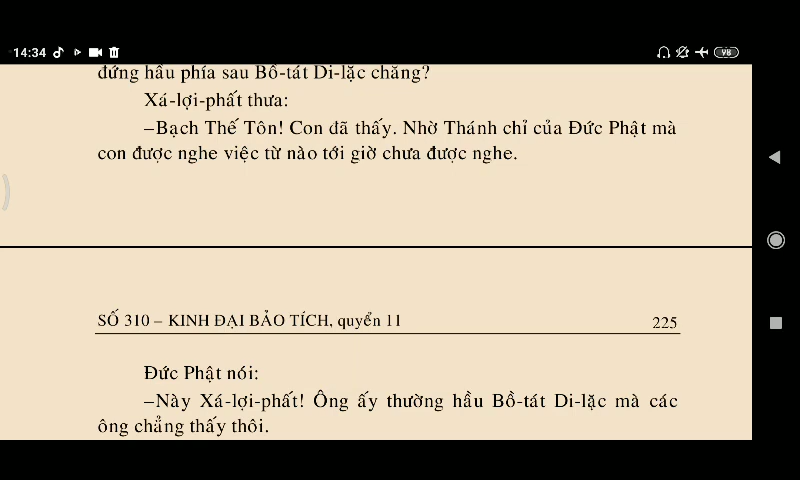 14:34
98
đứng hầu phía sau Bồ-tát Di-lặc chăng?
Xá-lợi-phất thưa:
–Bạch Thế Tôn! Con đã thấy. Nhờ Thánh chỉ của Đức Phật mà
con được nghe việc từ nào tới giờ chưa được nghe.
SỐ 310 – KINH ĐẠI BẢO TÍCH, quyển 11 225
Đức Phật nói:
–Này Xá-lợi-phất! Ông ấy thường hầu Bồ-tát Di-lặc mà các
ông chẳng thấy thôi.